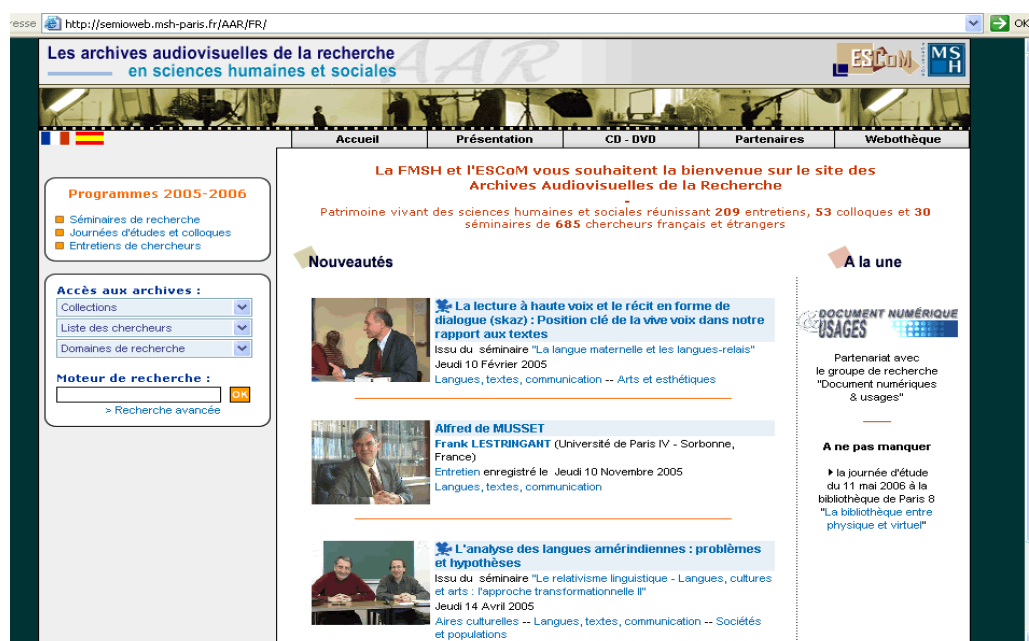 resse http://semioweb.msh-paris.fr/AAR/FR/ OK
Les archives audiovisuelles de la recherche
en sciences humaines et sociales
AAR
ESCoM MSH
Accueil Présentation CD - DVD Partenaires Webothèque
Programmes 2005-2006
Séminaires de recherche
Journées d'études et colloques
Entretiens de chercheurs
Accès aux archives :
Collections
Liste des chercheurs
Domaines de recherche
Moteur de recherche :
OK
> Recherche avancée
La FMSH et l'ESCoM vous souhaitent la bienvenue sur le site des
Archives Audiovisuelles de la Recherche
-
Patrimoine vivant des sciences humaines et sociales réunissant 209 entretiens, 53 colloques et 30
séminaires de 685 chercheurs français et étrangers
Nouveautés
La lecture à haute voix et le récit en forme de
dialogue (skaz) : Position clé de la vive voix dans notre
rapport aux textes
Issu du séminaire "La langue maternelle et les langues-relais"
Jeudi 10 Février 2005
Langues, textes, communication -- Arts et esthétiques
Alfred de MUSSET
Frank LESTRINGANT (Université de Paris IV - Sorbonne,
France)
Entretien enregistré le Jeudi 10 Novembre 2005
Langues, textes, communication
L'analyse des langues amérindiennes : problèmes
et hypothèses
Issu du séminaire "Le relativisme linguistique - Langues, cultures
et arts : l'approche transformationnelle II"
Jeudi 14 Avril 2005
Aires culturelles -- Langues, textes, communication -- Sociétés
et populations
A la une
DOCUMENT NUMÉRIQUE
& USAGES
Partenariat avec
le groupe de recherche
"Document numériques
& usages"
A ne pas manquer
la journée d'étude
du 11 mai 2006 à la
bibliothèque de Paris 8
"La bibliothèque entre
physique et virtuel"